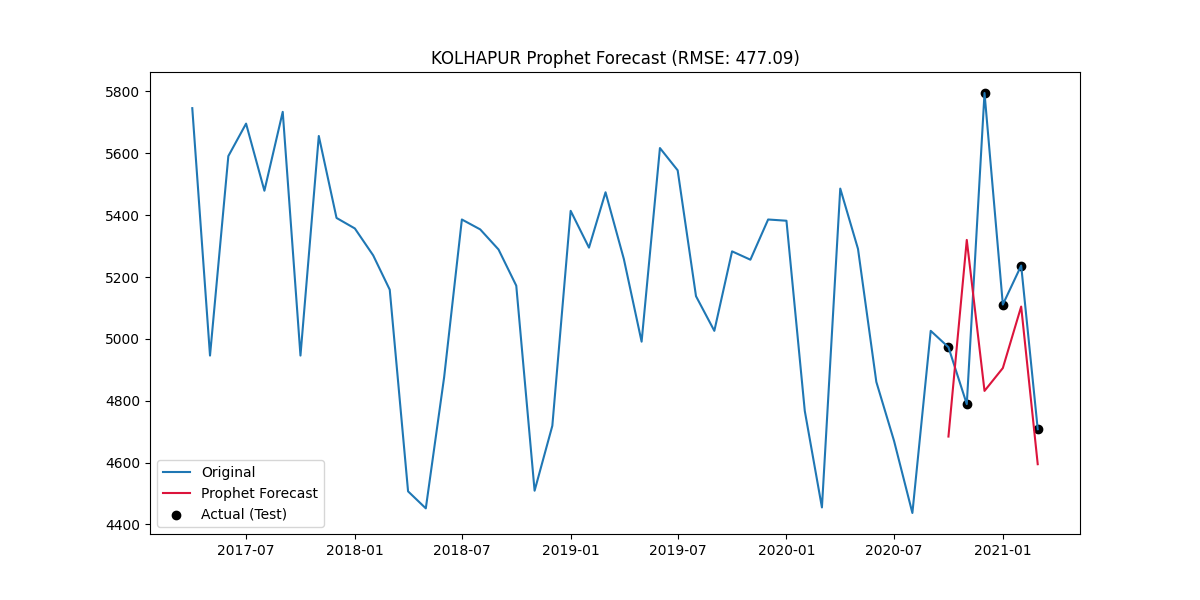 KOLHAPUR Prophet Forecast (RMSE: 477.09)
5800
5600
5400
5200
5000
4800
4600
4400
Original
Prophet Forecast
Actual (Test)
2017-07 2018-01 2018-07 2019-01 2019-07 2020-01 2020-07 2021-01